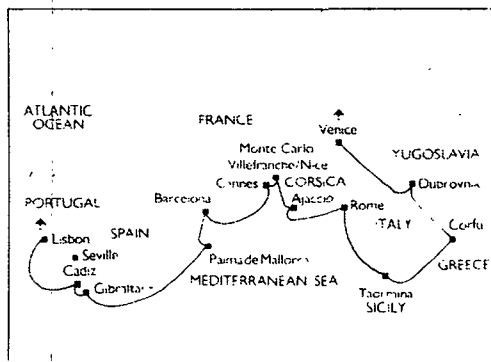 ATLANTIC
OCEAN
FRANCE
Venice
Monte Carlo
Villefranche/Nice
YUGOSLAVIA
Cannes
CORSICA
Dubrovnik
Barcelona
Ajaccio
Rome
PORTUGAL
ITALY
Corfu
Lisbon
SPAIN
Seville
Palma de Mallorca
GREECE
Cadiz
MEDITERRANEAN SEA
Gibraltar
Taormina
SICILY